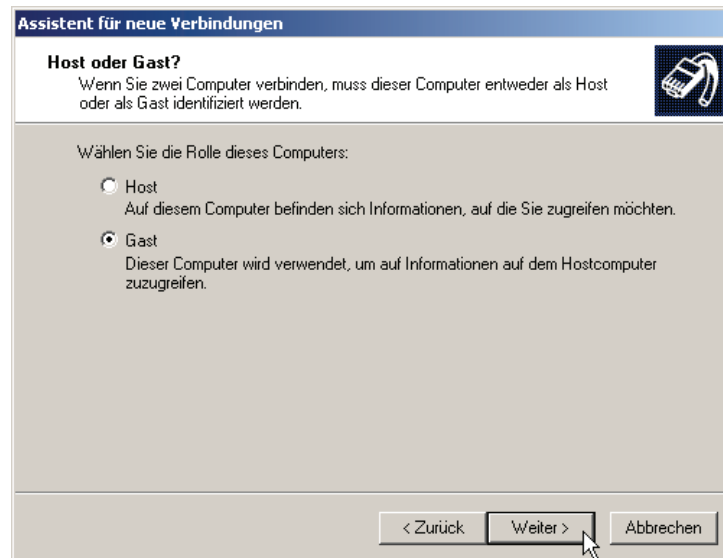 Assistent für neue Verbindungen
Host oder Gast?
Wenn Sie zwei Computer verbinden, muss dieser Computer entweder als Host
oder als Gast identifiziert werden.
Wählen Sie die Rolle dieses Computers:
Host
Auf diesem Computer befinden sich Informationen, auf die Sie zugreifen möchten.
Gast
Dieser Computer wird verwendet, um auf Informationen auf dem Hostcomputer
zuzugreifen.
< Zurück Weiter > Abbrechen